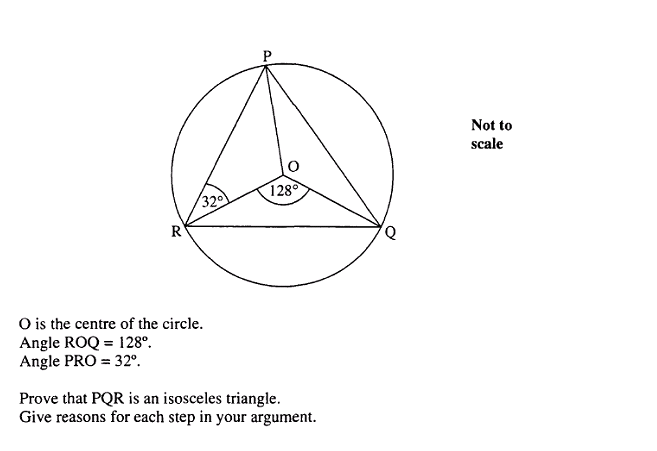 P
Not to
scale
O
128°
32°
R
Q
O is the centre of the circle.
Angle ROQ = 128°.
Angle PRO = 32°.
Prove that PQR is an isosceles triangle.
Give reasons for each step in your argument.